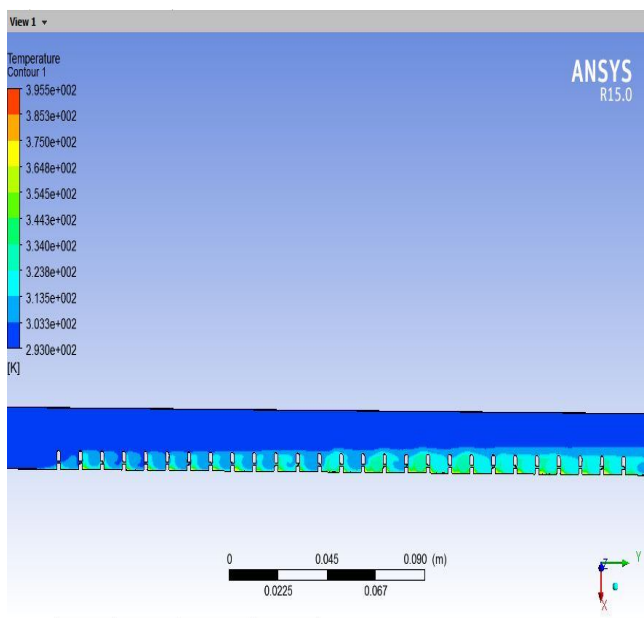 View 1
Temperature
Contour 1
3.955e+002
3.853e+002
3.750e+002
3.648e+002
3.545e+002
3.443e+002
3.340e+002
3.238e+002
3.135e+002
3.033e+002
2.930e+002
[K]
ANSYS
R15.0
0 0.045 0.090 (m)
0.0225 0.067
Z Y
X